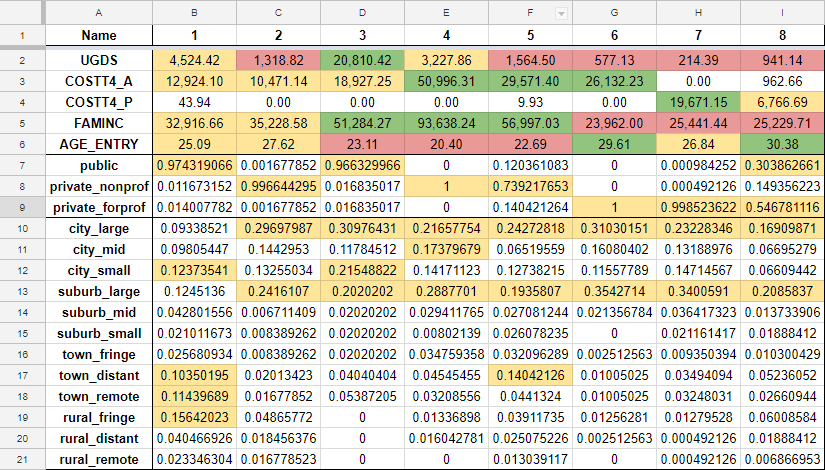 A B C D E F G H I
1 Name 1 2 3 4 5 6 7 8
2 UGDS 4,524.42 1,318.82 20,810.42 3,227.86 1,564.50 577.13 214.39 941.14
3 COSTT4_A 12,924.10 10,471.14 18,927.25 50,996.31 29,571.40 26,132.23 0.00 962.66
4 COSTT4_P 43.94 0.00 0.00 0.00 9.93 0.00 19,671.15 6,766.69
5 FAMINC 32,916.66 35,228.58 51,284.27 93,638.24 56,997.03 23,962.00 25,441.44 25,229.71
6 AGE_ENTRY 25.09 27.62 23.11 20.40 22.69 29.61 26.84 30.38
7 public 0.974319066 0.001677852 0.966329966 0 0.120361083 0 0.000984252 0.303862661
8 private_nonprof 0.011673152 0.996644295 0.016835017 1 0.739217653 0 0.000492126 0.149356223
9 private_forprof 0.014007782 0.001677852 0.016835017 0 0.140421264 1 0.998523622 0.546781116
10 city_large 0.09338521 0.29697987 0.30976431 0.21657754 0.24272818 0.31030151 0.23228346 0.16909871
11 city_mid 0.09805447 0.1442953 0.11784512 0.17379679 0.06519559 0.16080402 0.13188976 0.06695279
12 city_small 0.12373541 0.13255034 0.21548822 0.14171123 0.12738215 0.11557789 0.14714567 0.06609442
13 suburb_large 0.1245136 0.2416107 0.2020202 0.2887701 0.1935807 0.3542714 0.3400591 0.2085837
14 suburb_mid 0.042801556 0.006711409 0.02020202 0.029411765 0.027081244 0.021356784 0.036417323 0.013733906
15 suburb_small 0.021011673 0.008389262 0.02020202 0.00802139 0.026078235 0 0.021161417 0.01888412
16 town_fringe 0.025680934 0.008389262 0.02020202 0.034759358 0.032096289 0.002512563 0.009350394 0.010300429
17 town_distant 0.10350195 0.02013423 0.04040404 0.04545455 0.14042126 0.01005025 0.03494094 0.05236052
18 town_remote 0.11439689 0.01677852 0.05387205 0.03208556 0.0441324 0.01005025 0.03248031 0.02660944
19 rural_fringe 0.15642023 0.04865772 0 0.01336898 0.03911735 0.01256281 0.01279528 0.06008584
20 rural_distant 0.040466926 0.018456376 0 0.016042781 0.025075226 0.002512563 0.000492126 0.01888412
21 rural_remote 0.023346304 0.016778523 0 0 0.013039117 0 0.000492126 0.006866953